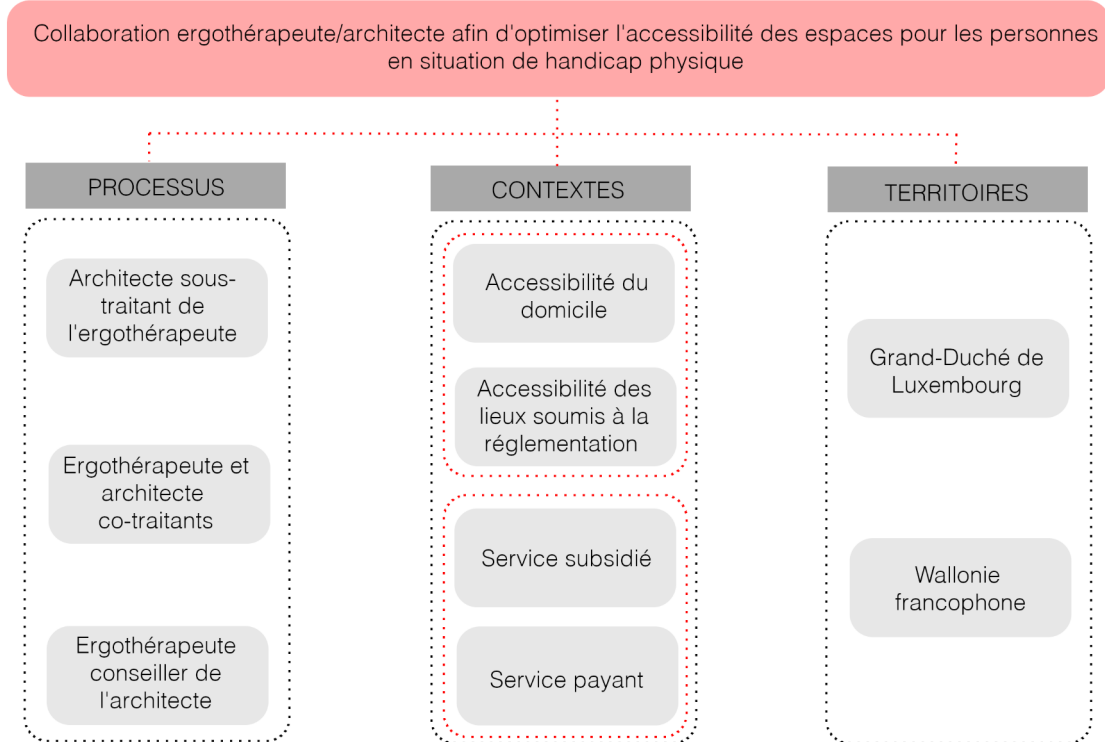 Collaboration ergothérapeute/architecte afin d'optimiser l'accessibilité des espaces pour les personnes
en situation de handicap physique
PROCESSUS
Architecte sous-
traitant de
l'ergothérapeute
Ergothérapeute et
architecte
co-traitants
Ergothérapeute
conseiller de
l'architecte
CONTEXTES
Accessibilité du
domicile
Accessibilité des
lieux soumis à la
réglementation
Service subsidié
Service payant
TERRITOIRES
Grand-Duché de
Luxembourg
Wallonie
francophone